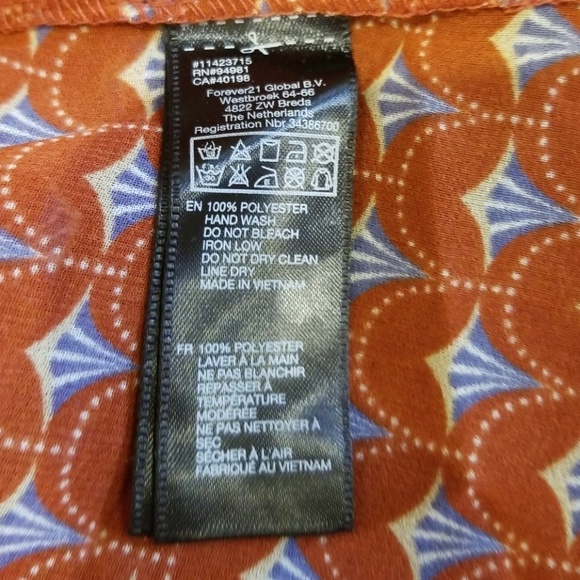 #11423715
RN#94981
CA#40198
Forever21 Global B.V.
Westbroek 64-66
4822 ZW Breda
The Netherlands
Registration Nbr 34386700
EN 100% POLYESTER
HAND WASH
DO NOT BLEACH
IRON LOW
DO NOT DRY CLEAN
LINE DRY
MADE IN VIETNAM
FR 100% POLYESTER
LAVER À LA MAIN
NE PAS BLANCHIR
REPASSER À
TEMPÉRATURE
MODÉRÉE
NE PAS NETTOYER À
SEC
SÉCHER À L'AIR
FABRIQUÉ AU VIETNAM